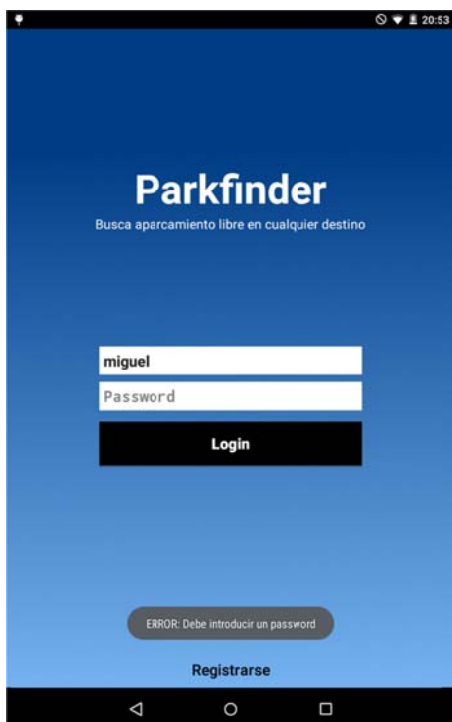 20:53
Parkfinder
Busca aparcamiento libre en cualquier destino
miguel
Password
Login
ERROR: Debe introducir un password
Registrarse